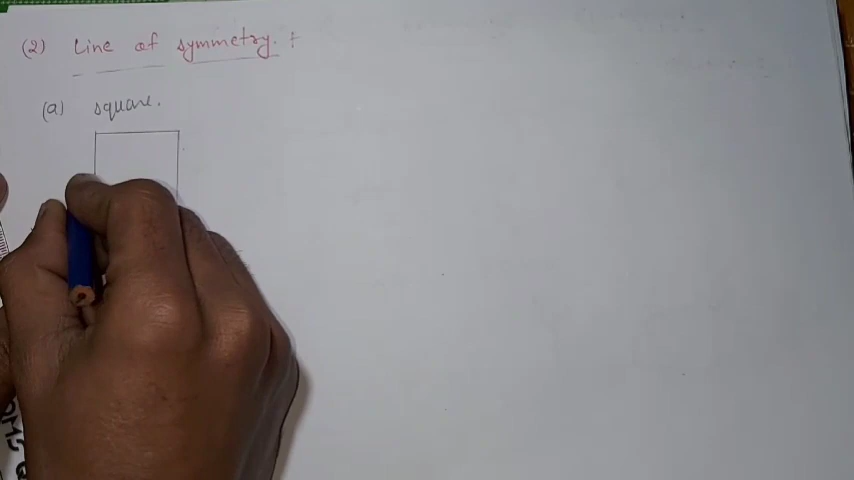 (2) Line of symmetry. +
(a) square.